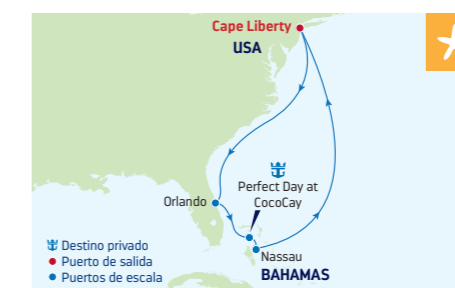 Cape Liberty
USA
Perfect Day at
CocoCay
Orlando
Nassau
BAHAMAS
Destino privado
Puerto de salida
Puertos de escala